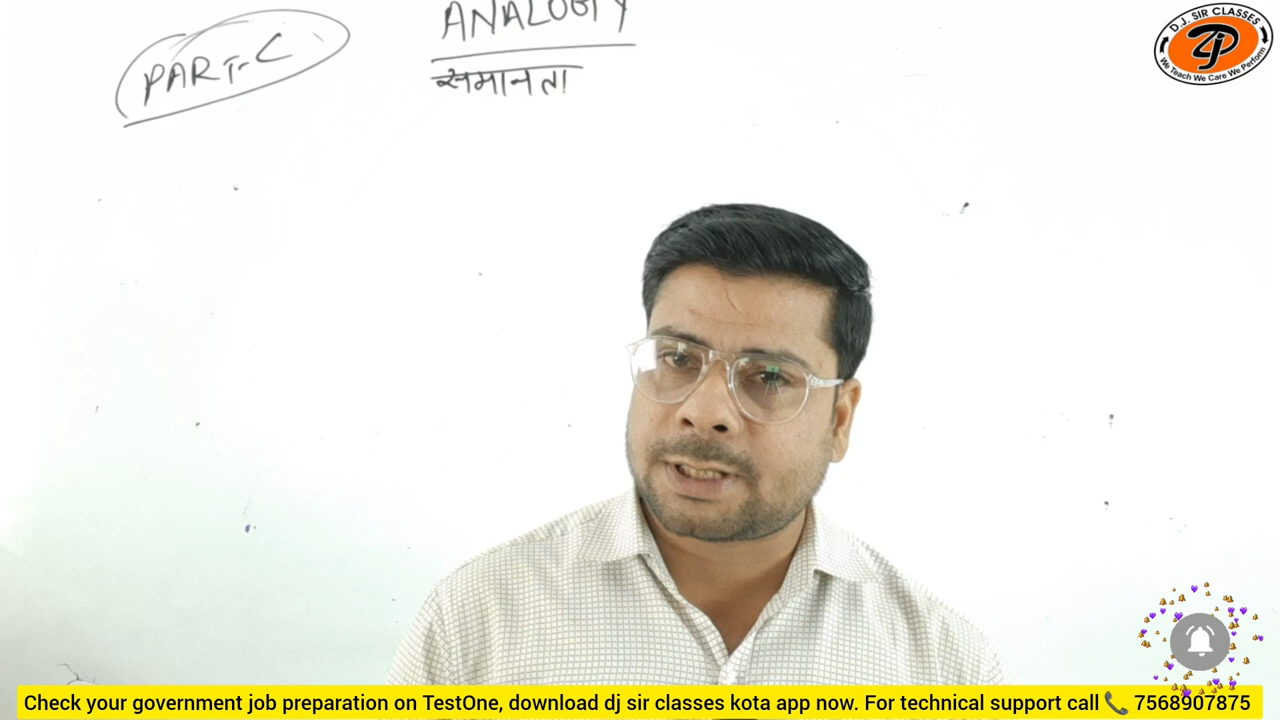 PART-C
ANALOGY
समानता
D.J. SIR CLASSES
Dj
We Teach We Care We Perform
Check your government job preparation on TestOne, download dj sir classes kota app now. For technical support call 📞 7568907875